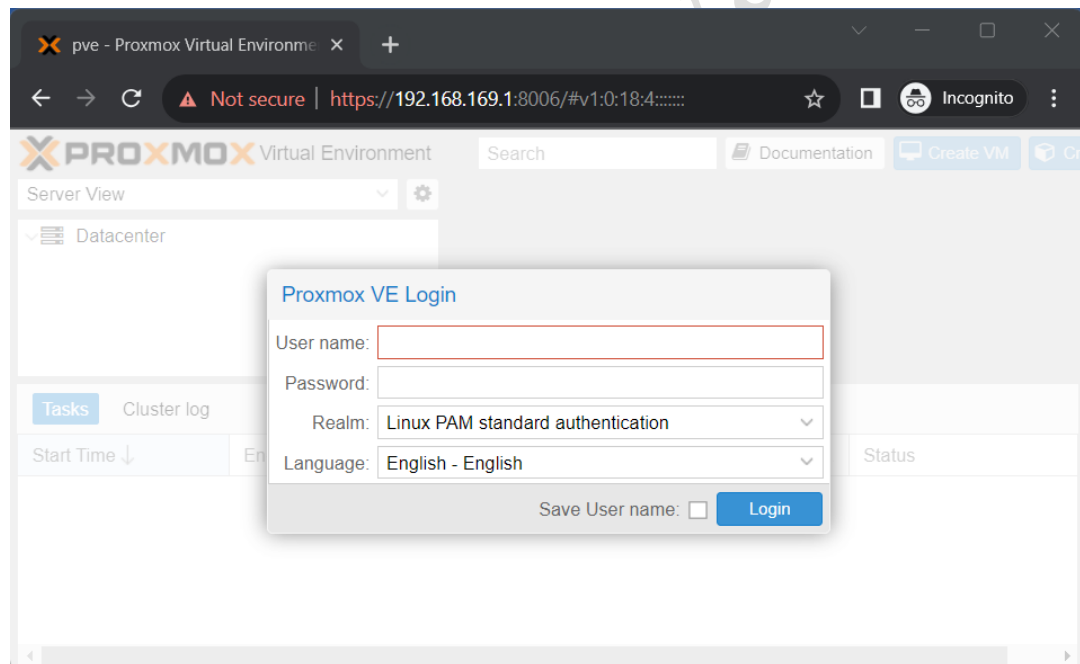 pve - Proxmox Virtual Environme
Not secure | https://192.168.169.1:8006/#v1:0:18:4:::::::
Incognito
PROXMOX Virtual Environment Search Documentation Create VM
Server View
Datacenter
Proxmox VE Login
User name:
Password:
Realm: Linux PAM standard authentication
Language: English - English
Save User name: Login
Tasks Cluster log
Start Time Status